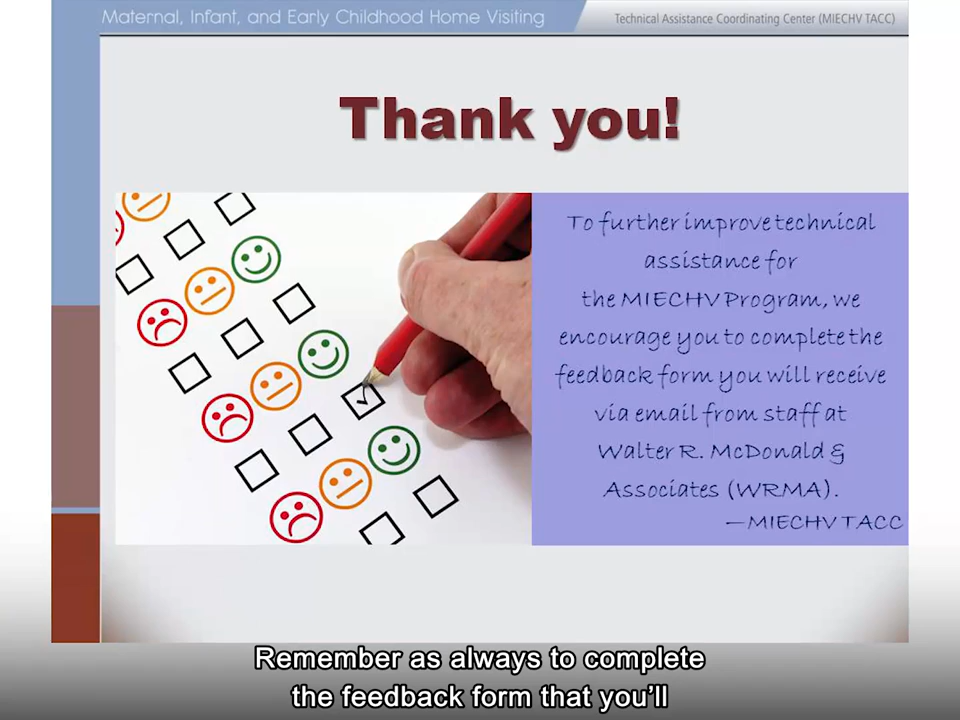 Maternal, Infant, and Early Childhood Home Visiting
Technical Assistance Coordinating Center (MIECHV TACC)
Thank you!
To further improve technical
assistance for
the MIECHV Program, we
encourage you to complete the
feedback form you will receive
via email from staff at
Walter R. McDonald &
Associates (WRMA).
—MIECHV TACC
Remember as always to complete
the feedback form that you'll